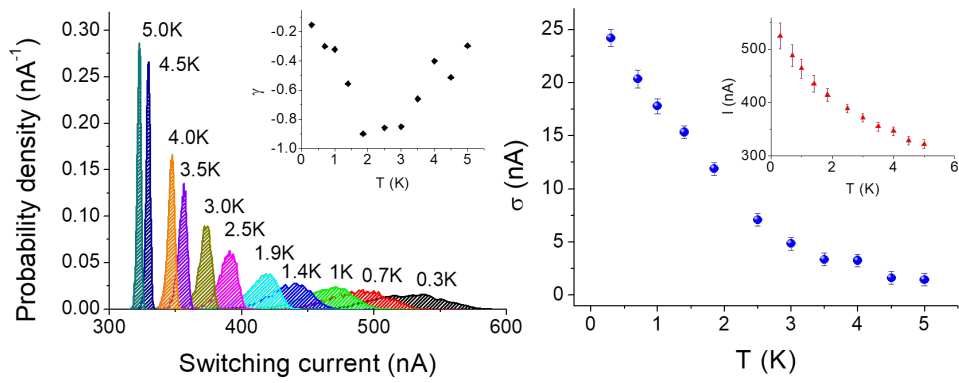 0.30
0.25
0.20
0.15
0.10
0.05
0.00
Probability density (nA⁻¹)
5.0K
4.5K
4.0K
3.5K
3.0K
2.5K
1.9K
1.4K
1K
0.7K
0.3K
300 400 500 600
Switching current (nA)
0.0
-0.2
-0.4
-0.6
-0.8
-1.0
γ
0 1 2 3 4 5
T (K)
25
20
15
10
5
0
σ (nA)
0 1 2 3 4 5
T (K)
500
400
300
I (nA)
0 2 4 6
T (K)